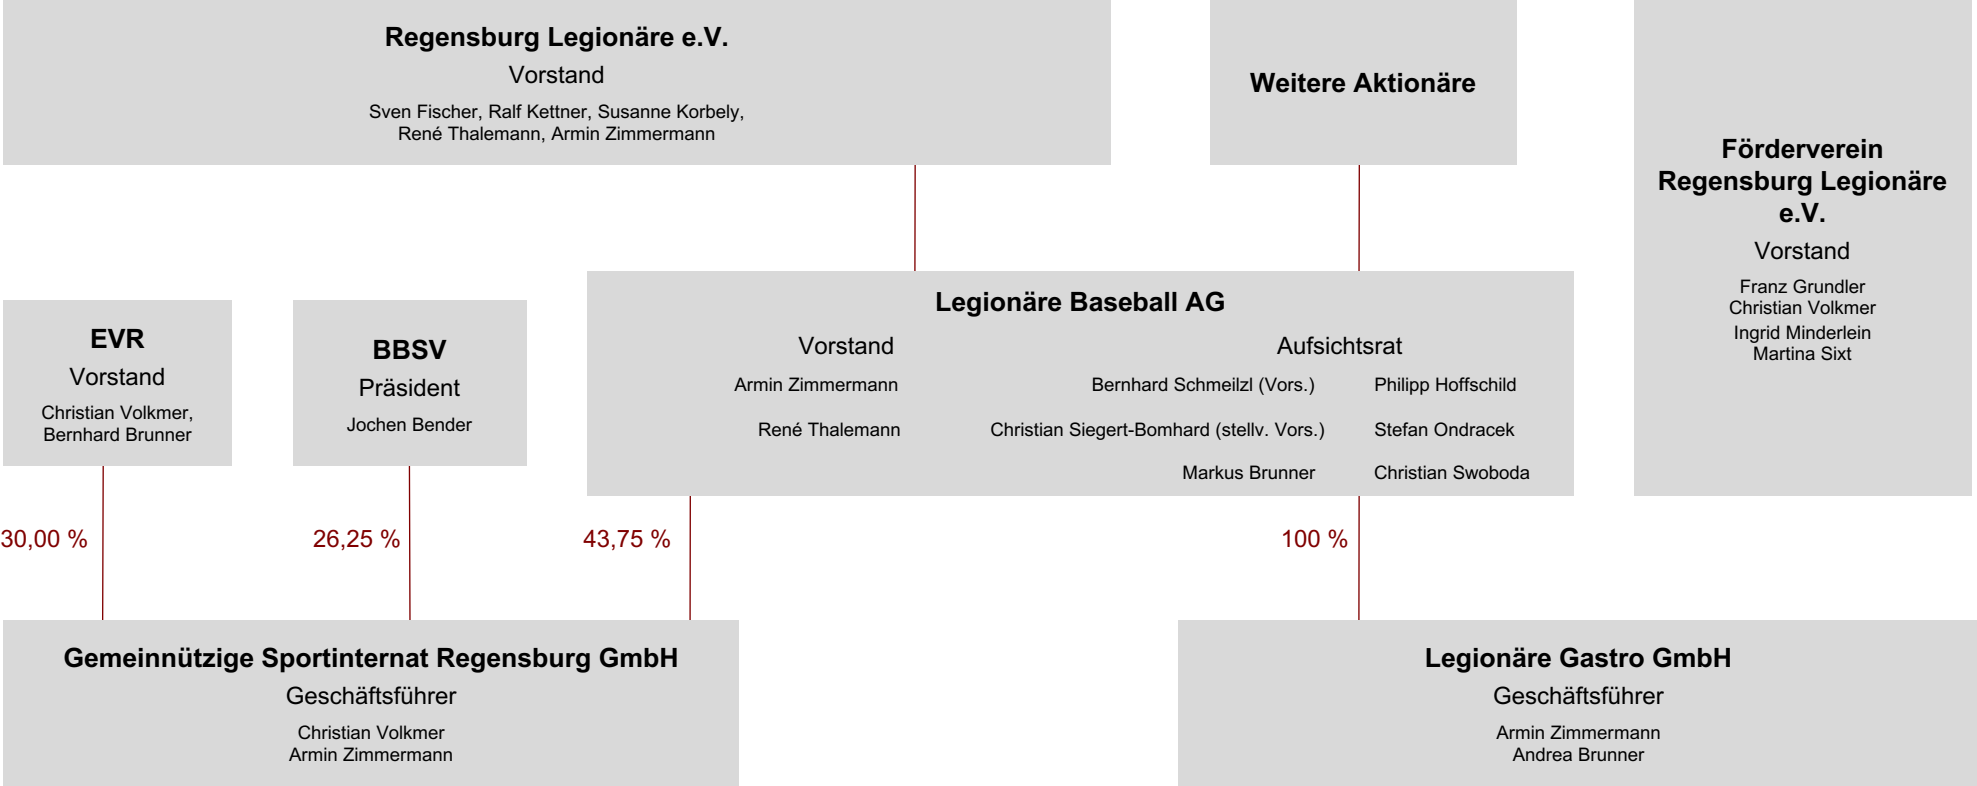 Regensburg Legionäre e.V.
Vorstand
Sven Fischer, Ralf Kettner, Susanne Korbely,
René Thalemann, Armin Zimmermann
Weitere Aktionäre
Förderverein
Regensburg Legionäre
e.V.
Vorstand
Franz Grundler
Christian Volkmer
Ingrid Minderlein
Martina Sixt
EVR
Vorstand
Christian Volkmer,
Bernhard Brunner
BBSV
Präsident
Jochen Bender
Legionäre Baseball AG
Vorstand
Armin Zimmermann
René Thalemann
Aufsichtsrat
Bernhard Schmeilzl (Vors.) Philipp Hoffschild
Christian Siegert-Bomhard (stellv. Vors.) Stefan Ondracek
Markus Brunner Christian Swoboda
30,00 %
26,25 %
43,75 %
100 %
Gemeinnützige Sportinternat Regensburg GmbH
Geschäftsführer
Christian Volkmer
Armin Zimmermann
Legionäre Gastro GmbH
Geschäftsführer
Armin Zimmermann
Andrea Brunner